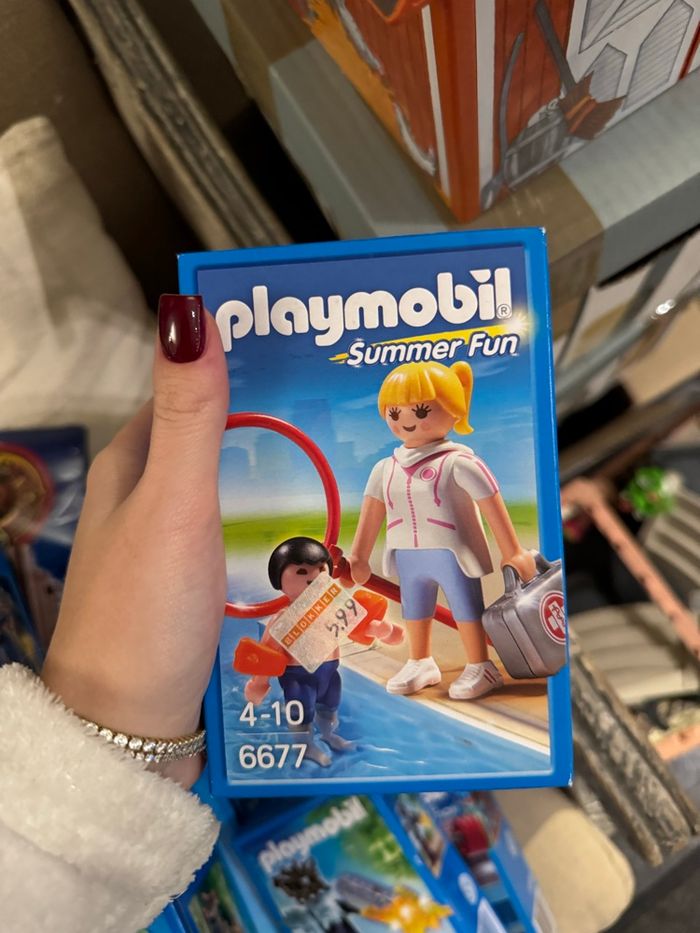 playmobil®
Summer Fun
BLOKKER
5.99
4-10
6677
playmobil